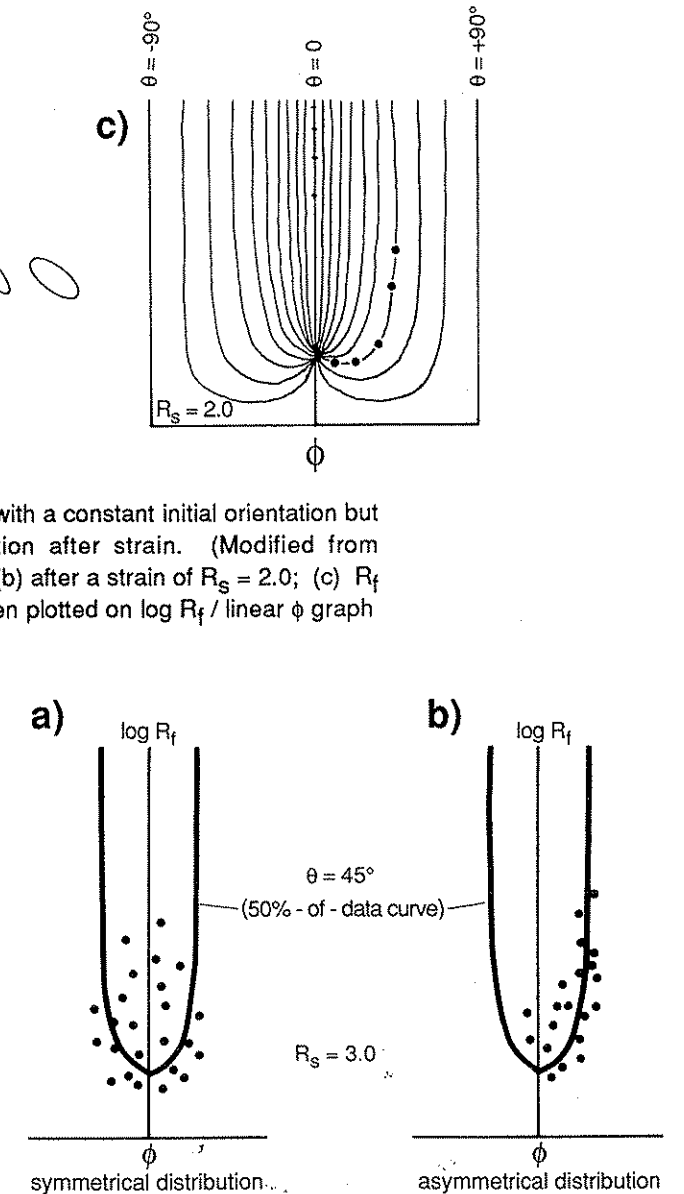 θ = -90°
θ = 0
θ = +90°
c)
R_s = 2.0
ϕ
with a constant initial orientation but
tion after strain. (Modified from
(b) after a strain of R_s = 2.0; (c) R_f
en plotted on log R_f / linear ϕ graph
a)
b)
log R_f
log R_f
θ = 45°
(50% - of - data curve)
R_s = 3.0
ϕ
ϕ
symmetrical distribution
asymmetrical distribution